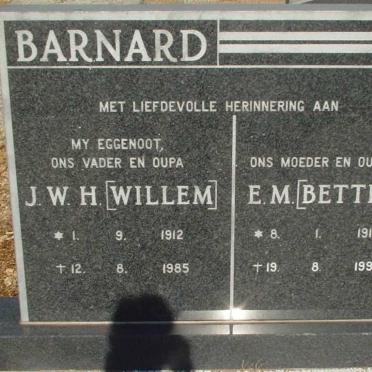 BARNARD
MET LIEFDEVOLLE HERINNERING AAN
MY EGGENOOT,
ONS VADER EN OUPA
J.W.H. [WILLEM]
* 1. 9. 1912
† 12. 8. 1985
ONS MOEDER EN
E.M. [BETT
* 8. 1.
† 19. 8.